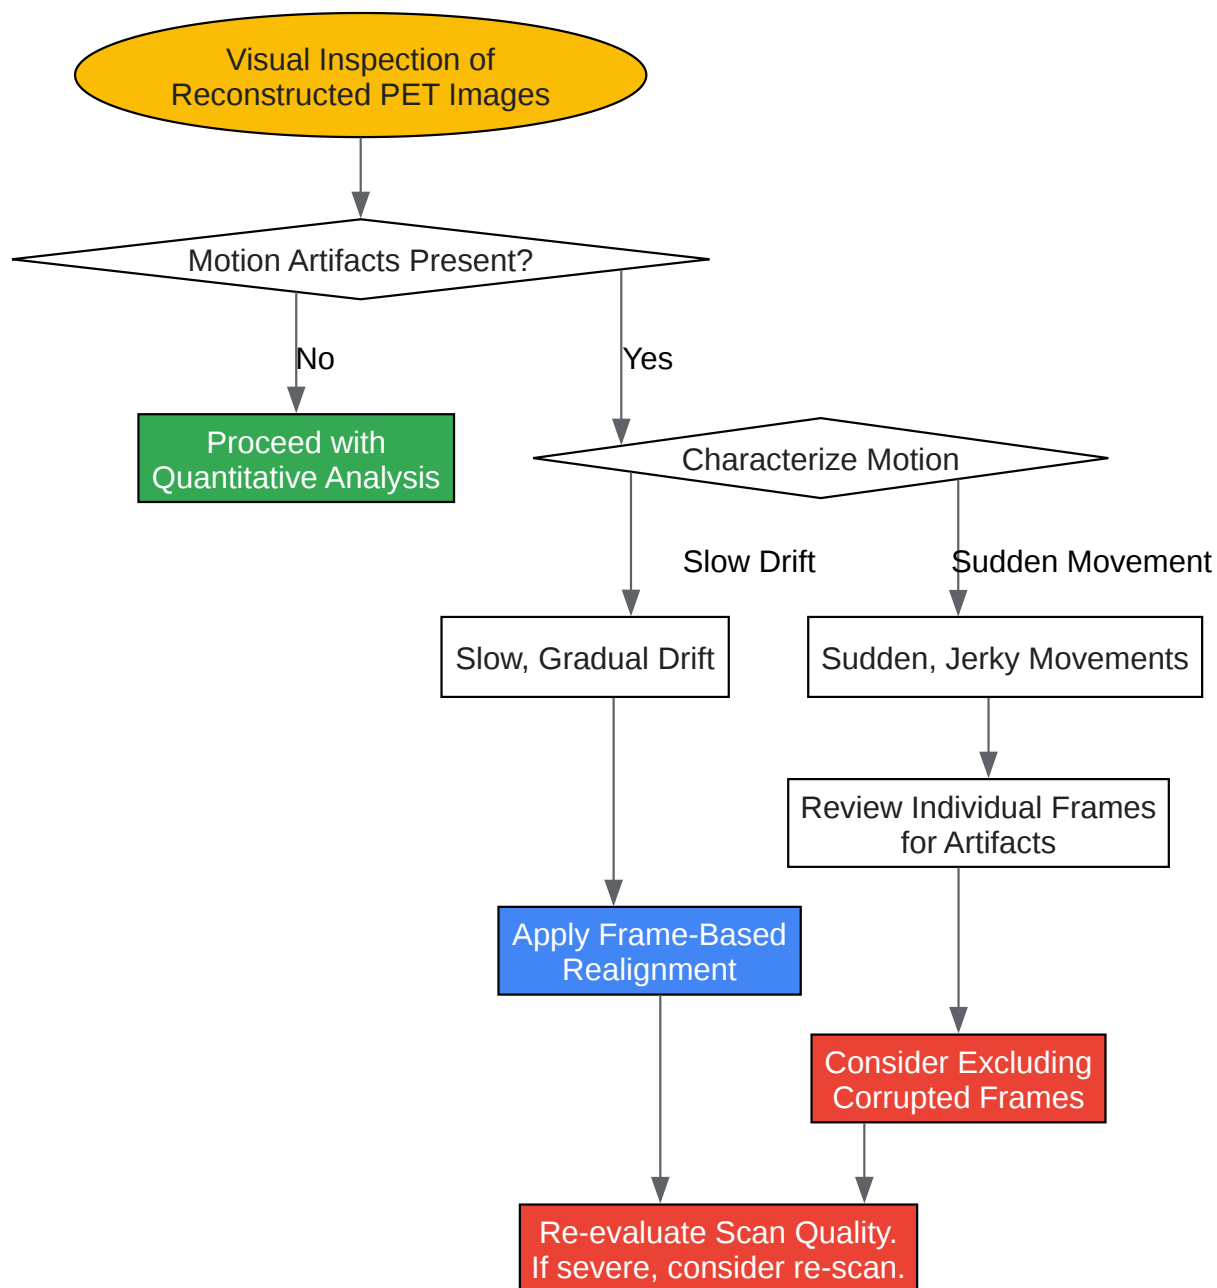 Visual Inspection of
Reconstructed PET Images
Motion Artifacts Present?
No
Yes
Proceed with
Quantitative Analysis
Characterize Motion
Slow Drift
Sudden Movement
Slow, Gradual Drift
Sudden, Jerky Movements
Review Individual Frames
for Artifacts
Apply Frame-Based
Realignment
Consider Excluding
Corrupted Frames
Re-evaluate Scan Quality.
If severe, consider re-scan.